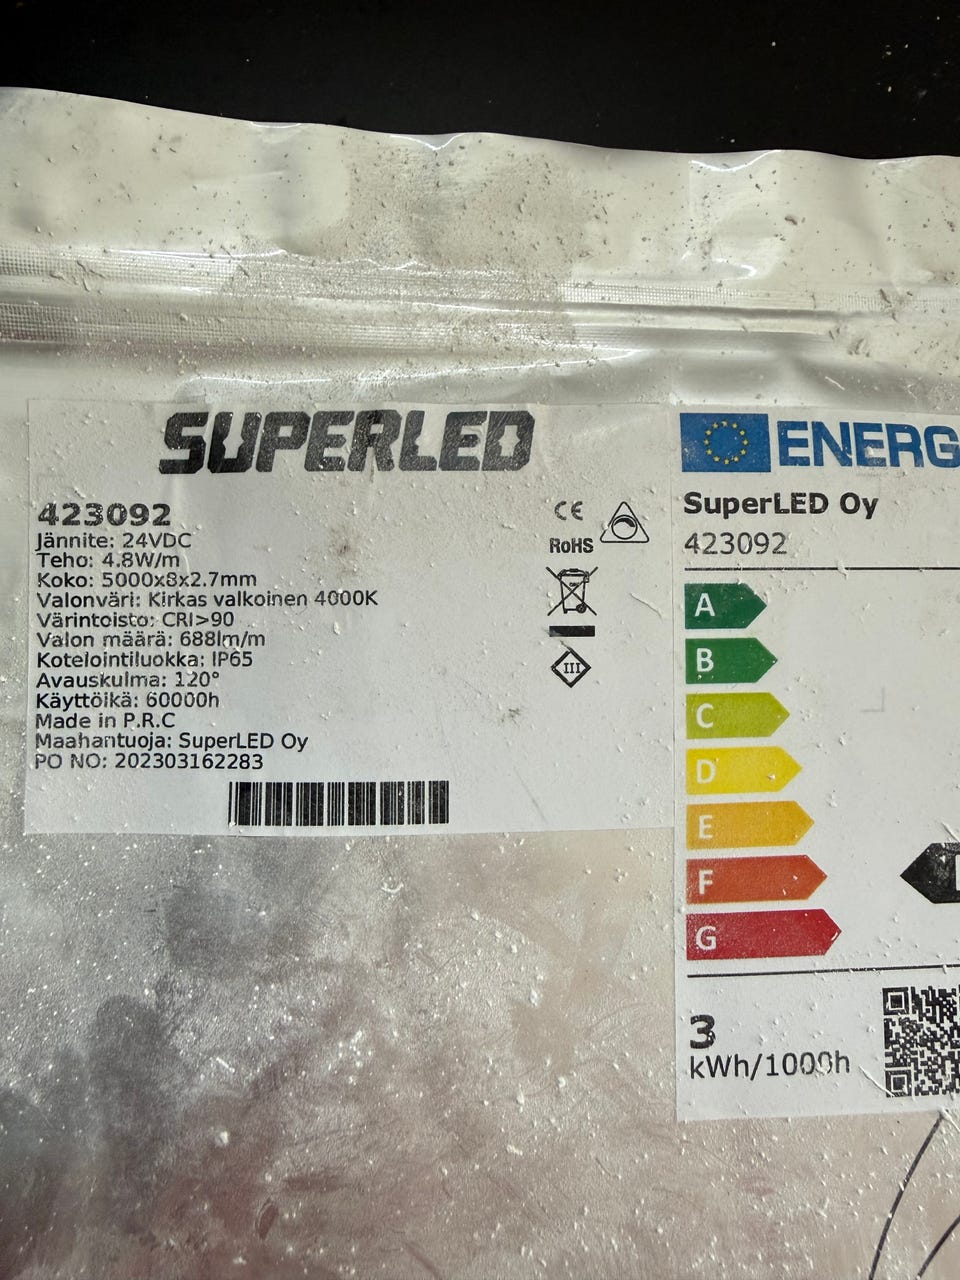 SUPERLED
423092
Jännite: 24VDC
Teho: 4.8W/m
Koko: 5000x8x2.7mm
Valonväri: Kirkas valkoinen 4000K
Värintoisto: CRI>90
Valon määrä: 688lm/m
Kotelointiluokka: IP65
Avauskulma: 120°
Käyttöikä: 60000h
Made in P.R.C
Maahantuoja: SuperLED Oy
PO NO: 202303162283
CE
RoHS
III
ENERG
SuperLED Oy
423092
A
B
C
D
E
F
G
3
kWh/1000h